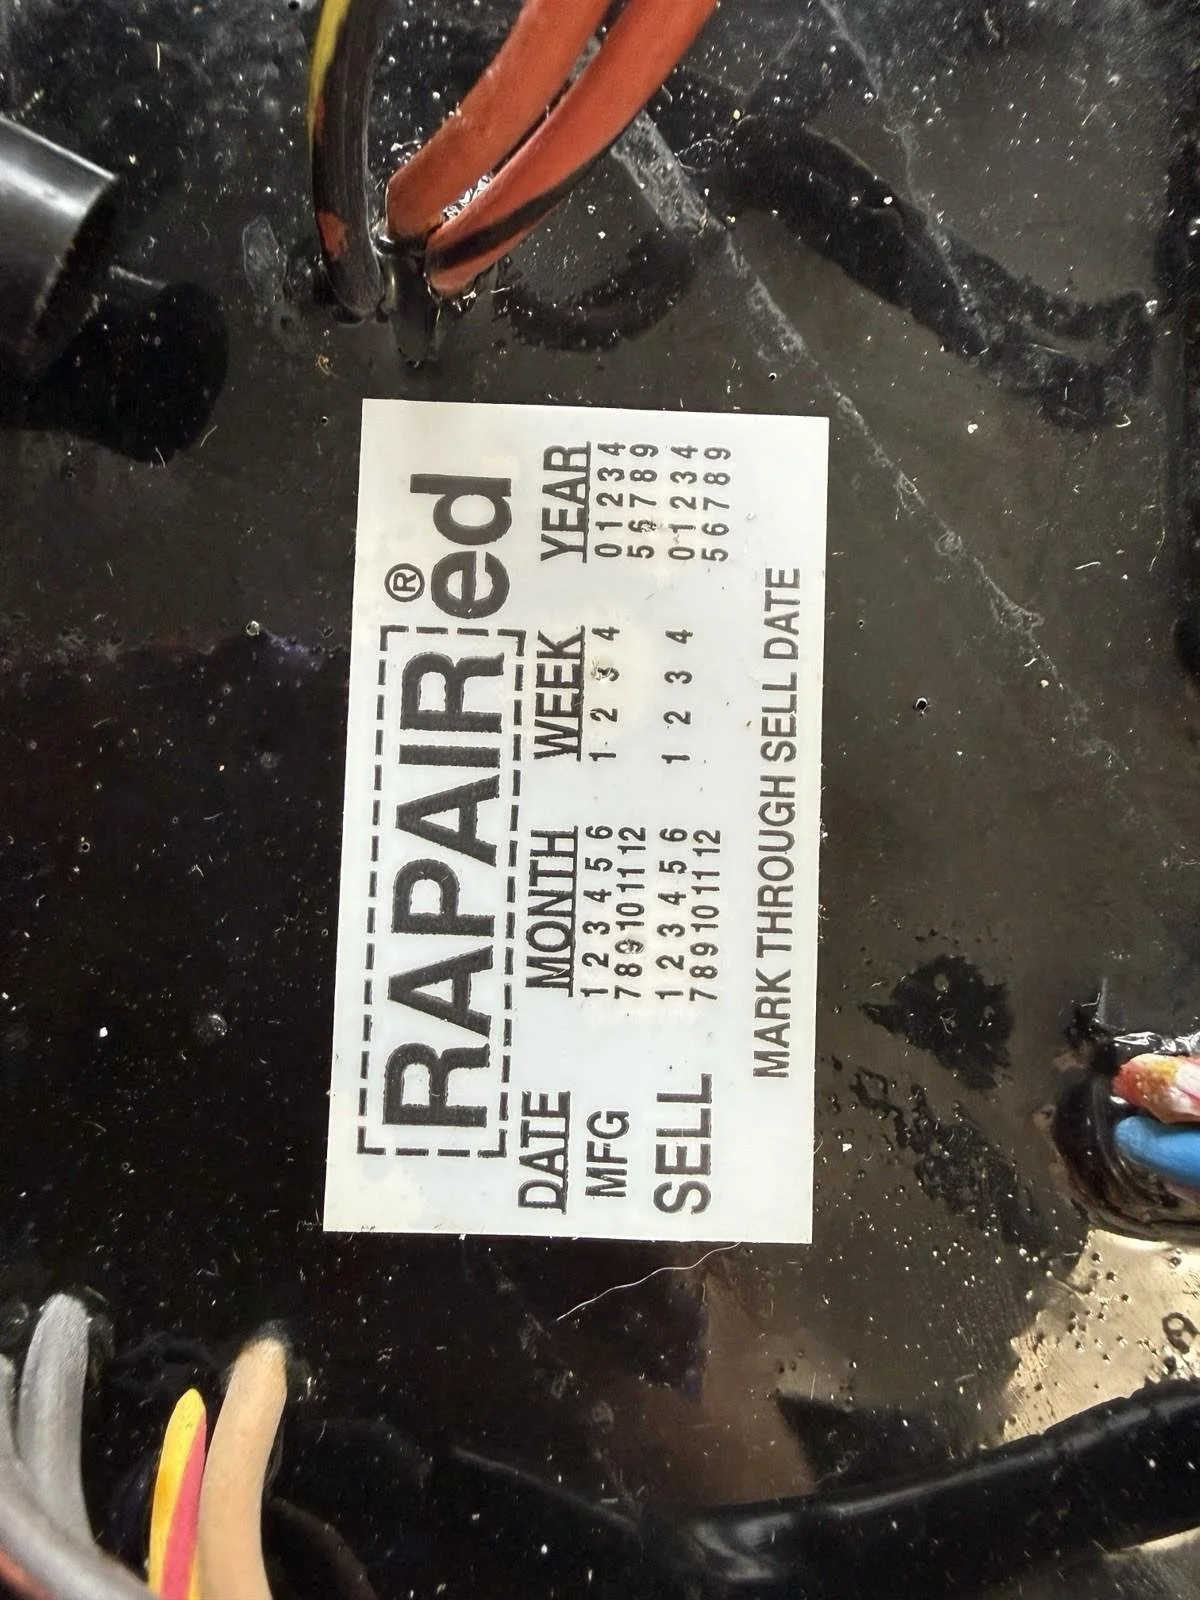 RAPAIRed®
DATE MONTH WEEK YEAR
MFG 1 2 3 4 5 6 1 2 3 4 0 1 2 3 4
7 8 9 10 11 12 5 6 7 8 9
SELL 1 2 3 4 5 6 1 2 3 4 0 1 2 3 4
7 8 9 10 11 12 5 6 7 8 9
MARK THROUGH SELL DATE